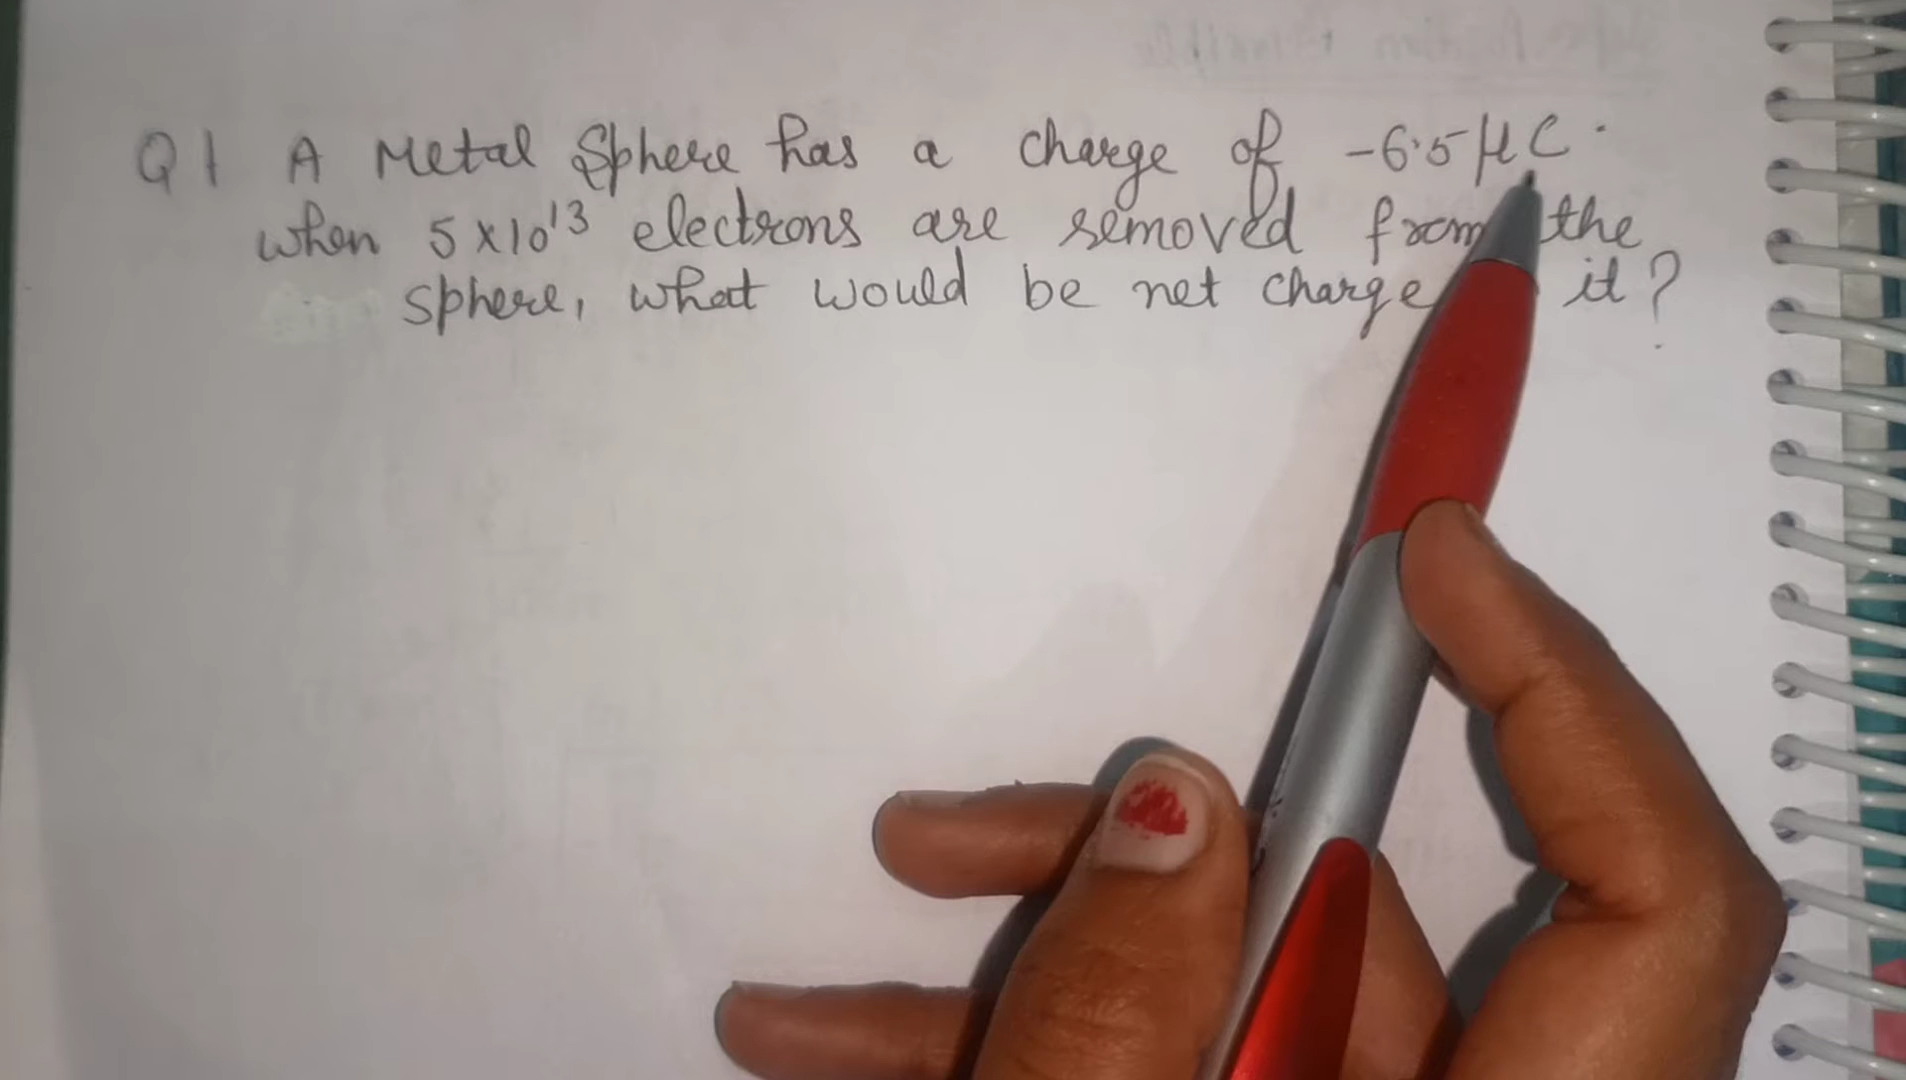 Q1 A Metal Sphere has a charge of -6.5 μC.
when 5×10¹³ electrons are removed from the
sphere, what would be net charge it?